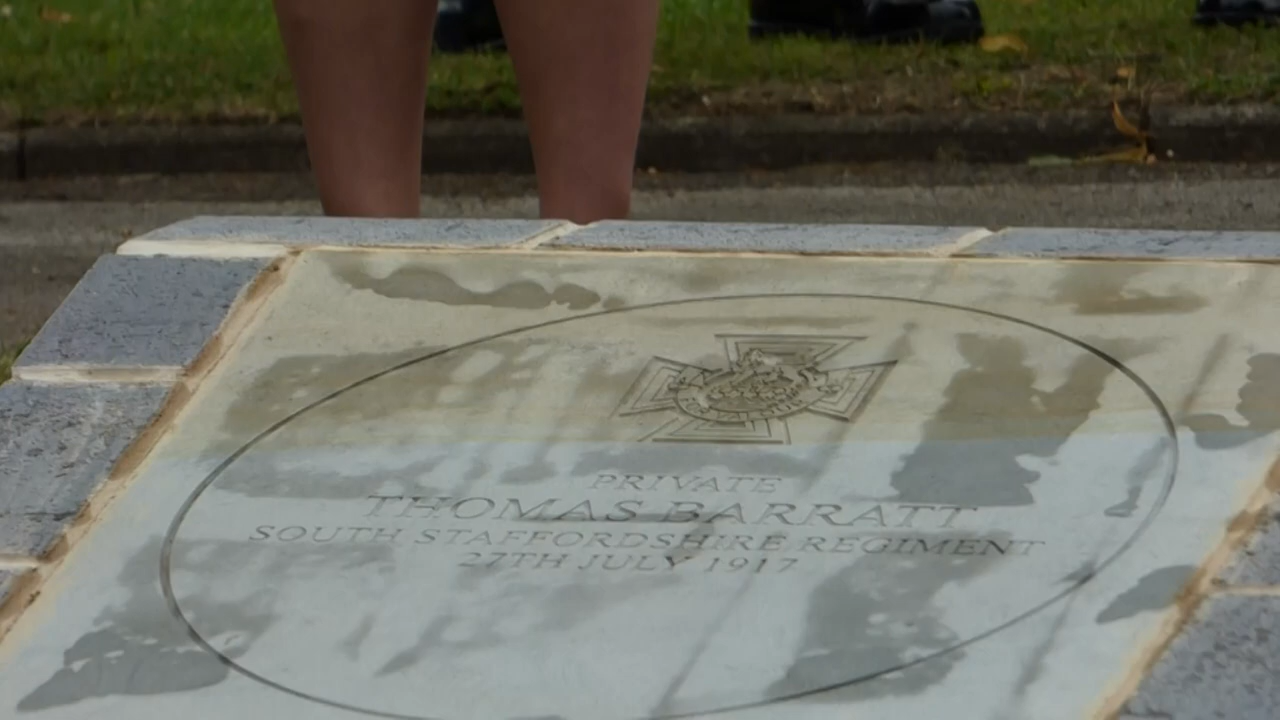 PRIVATE
THOMAS BARRATT
SOUTH STAFFORDSHIRE REGIMENT
27TH JULY 1917